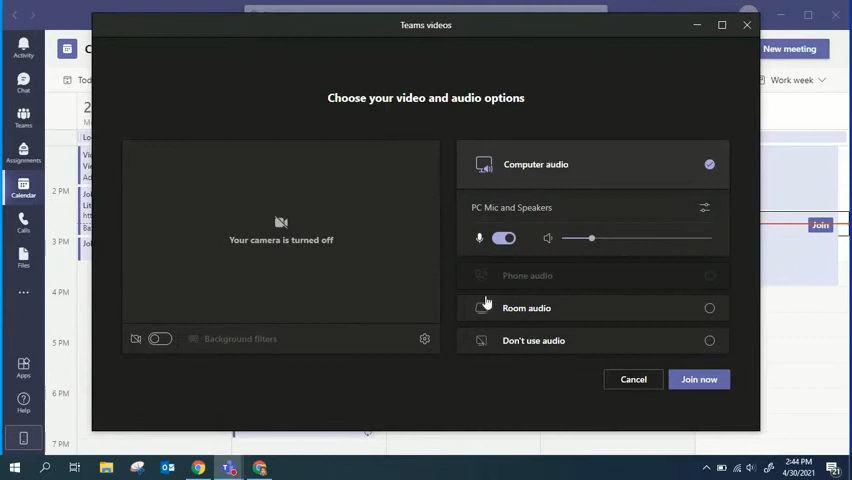 Teams videos
Activity
Chat
Teams
Assignments
Calendar
Calls
Files
Apps
Help
C
New meeting
Work week
2
2 PM
3 PM
4 PM
5 PM
6 PM
7 PM
Join
Choose your video and audio options
Your camera is turned off
Background filters
Computer audio
PC Mic and Speakers
Phone audio
Room audio
Don't use audio
Cancel
Join now
2:44 PM
4/30/2021
21